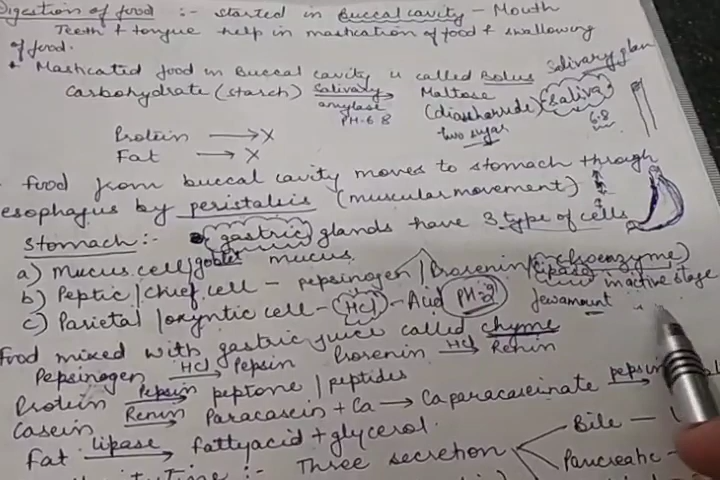 Digestion of food :- started in Buccal cavity - Mouth
Teeth + tongue help in mastication of food & swallowing
of food.
* Masticated food in Buccal cavity is called Bolus Salivary glan
Carbohydrate (starch) Salivary amylase PH-6.8 → Maltose (disaccharide) Saliva
two sugar 6.8
Protein → X
Fat → X
food from buccal cavity moves to stomach through
esophagus by peristalsis (muscular movement)
Stomach :- gastric glands have 3 type of cells
a) Mucus cell/goblet mucus
b) Peptic/chief cell - pepsinogen/Prorenin/(proenzyme)
lipase inactive stage
few amount
c) Parietal/oxyntic cell - HCl - Acid PH-2
food mixed with gastric juice called chyme
Pepsinogen HCl → Pepsin Prorenin HCl → Renin
Protein Pepsin → peptone/peptides
Casein Renin → Paracasein + Ca → Ca paracaseinate pepsin
Fat lipase → fattyacid + glycerol.
:- Three secretion Bile -
Pancreatic -